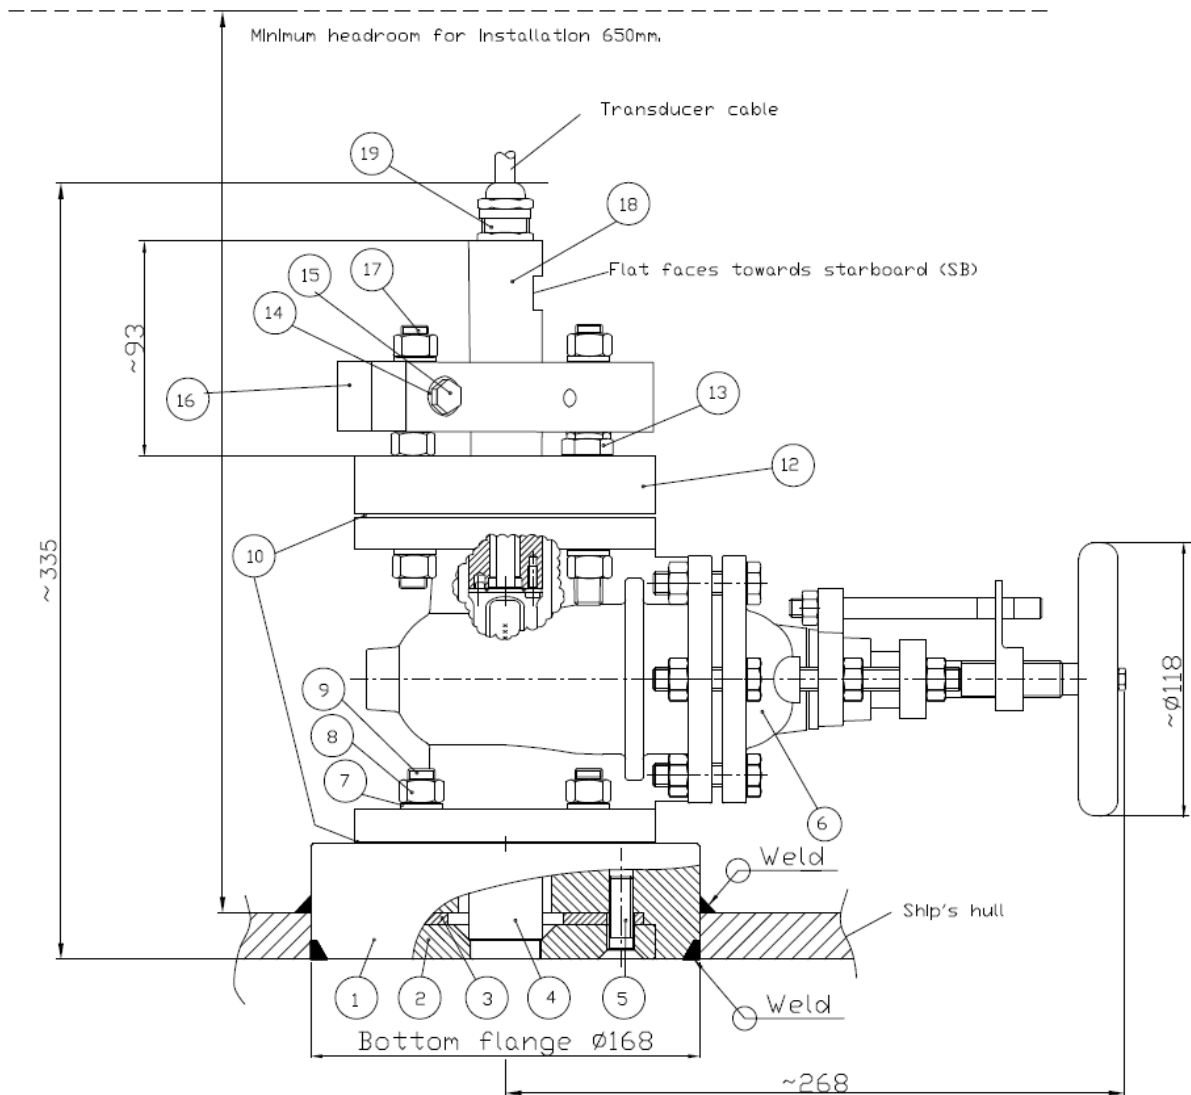 Minimum headroom for installation 650mm.
Transducer cable
19
18
15
17
Flat faces towards starboard (SB)
14
~93
16
13
12
10
~335
9
~Ø118
8
7
6
Weld
Ship's hull
1
2
3
4
5
Weld
Bottom flange Ø168
~268